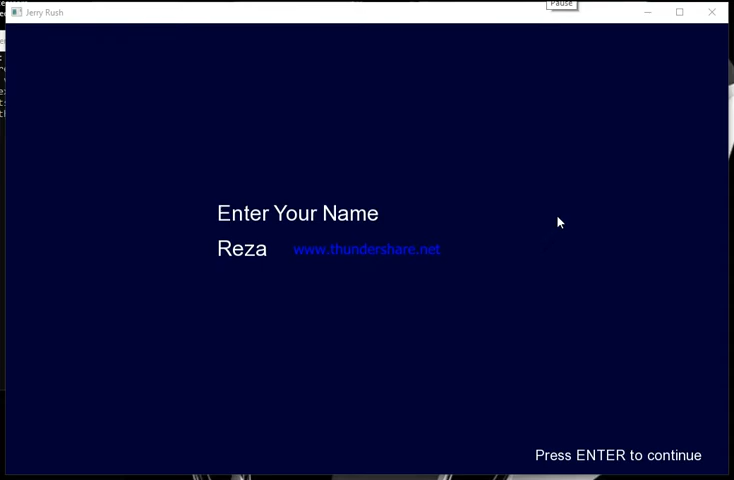 Pause
Jerry Rush
Enter Your Name
Reza
www.thundershare.net
Press ENTER to continue